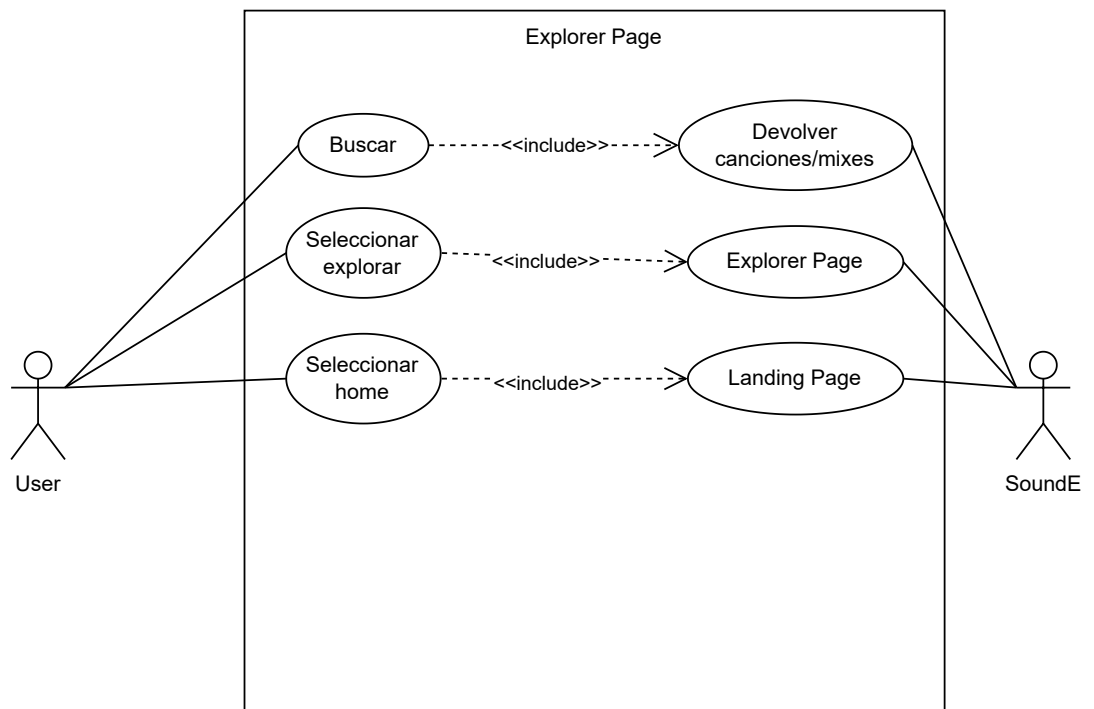 Explorer Page
Buscar
<<include>>
Devolver
canciones/mixes
Seleccionar
explorar
<<include>>
Explorer Page
Seleccionar
home
<<include>>
Landing Page
User
SoundE